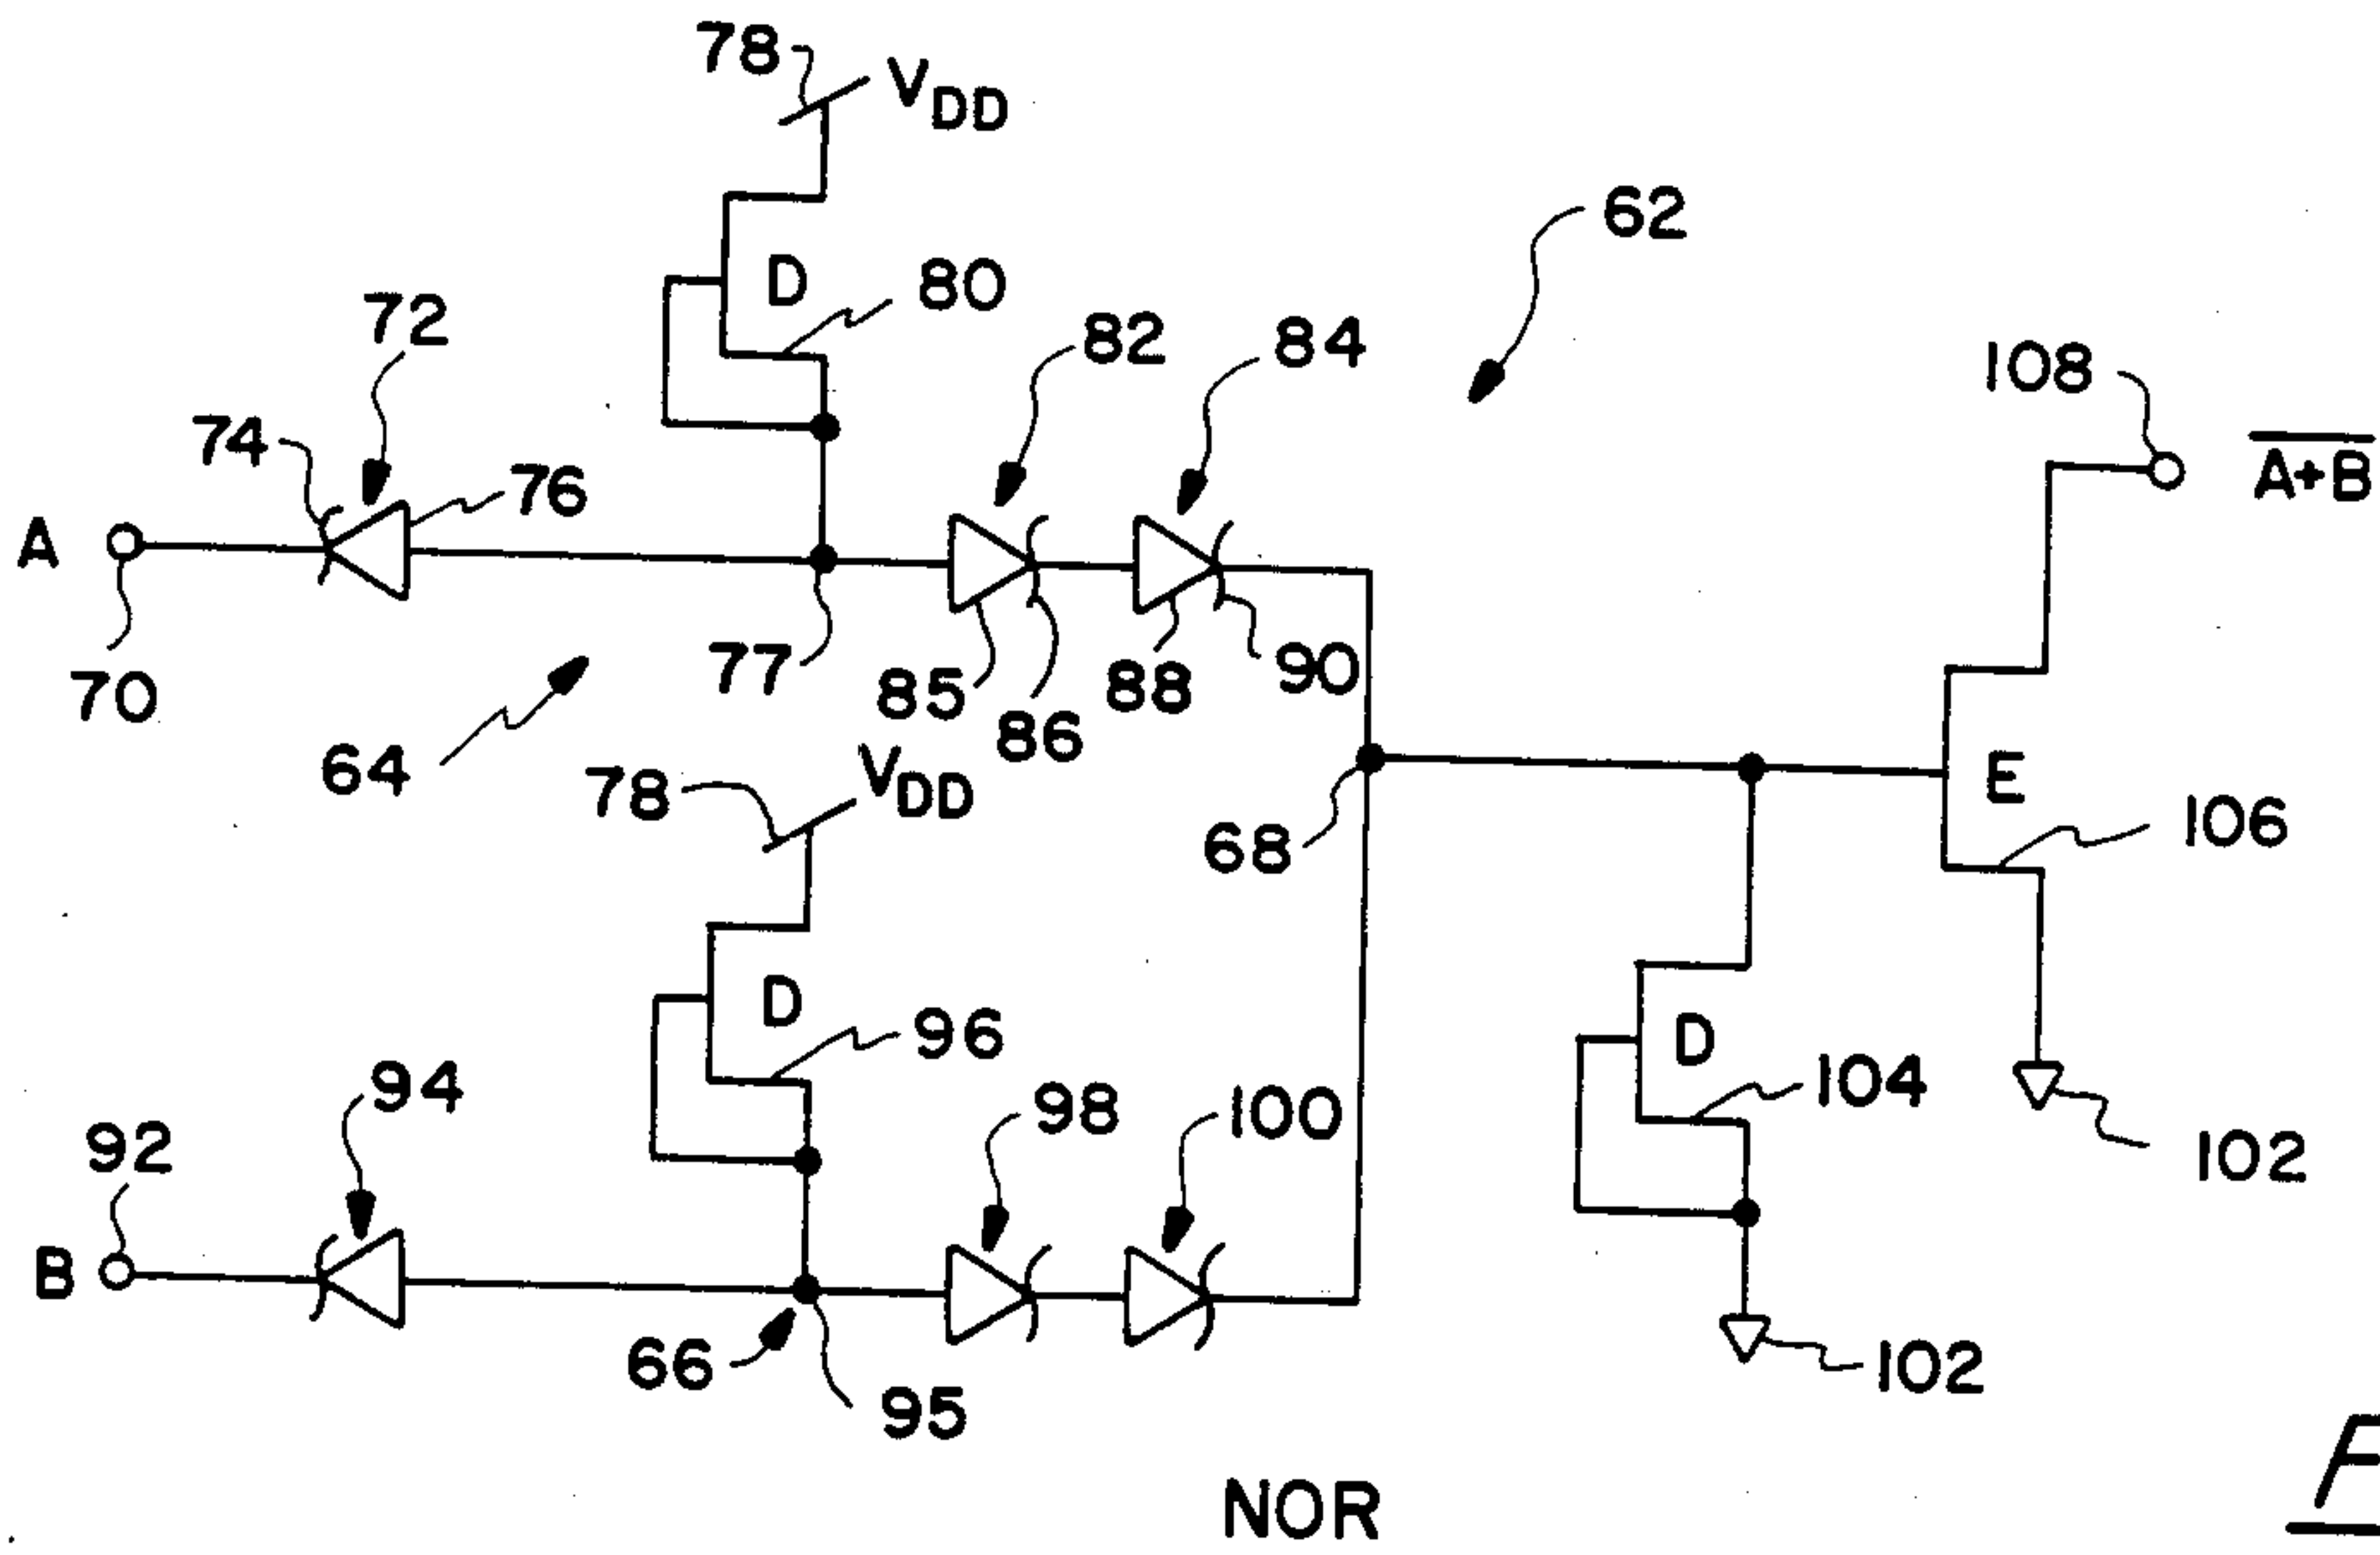 78 VDD
62
D 80
72 82 84 108
74 76 A+B
A
77 85 86 88 90
70
64 78 VDD E
68 106
D 96
94 98 100 D 104
92 102
B
66 95 102
NOR
F